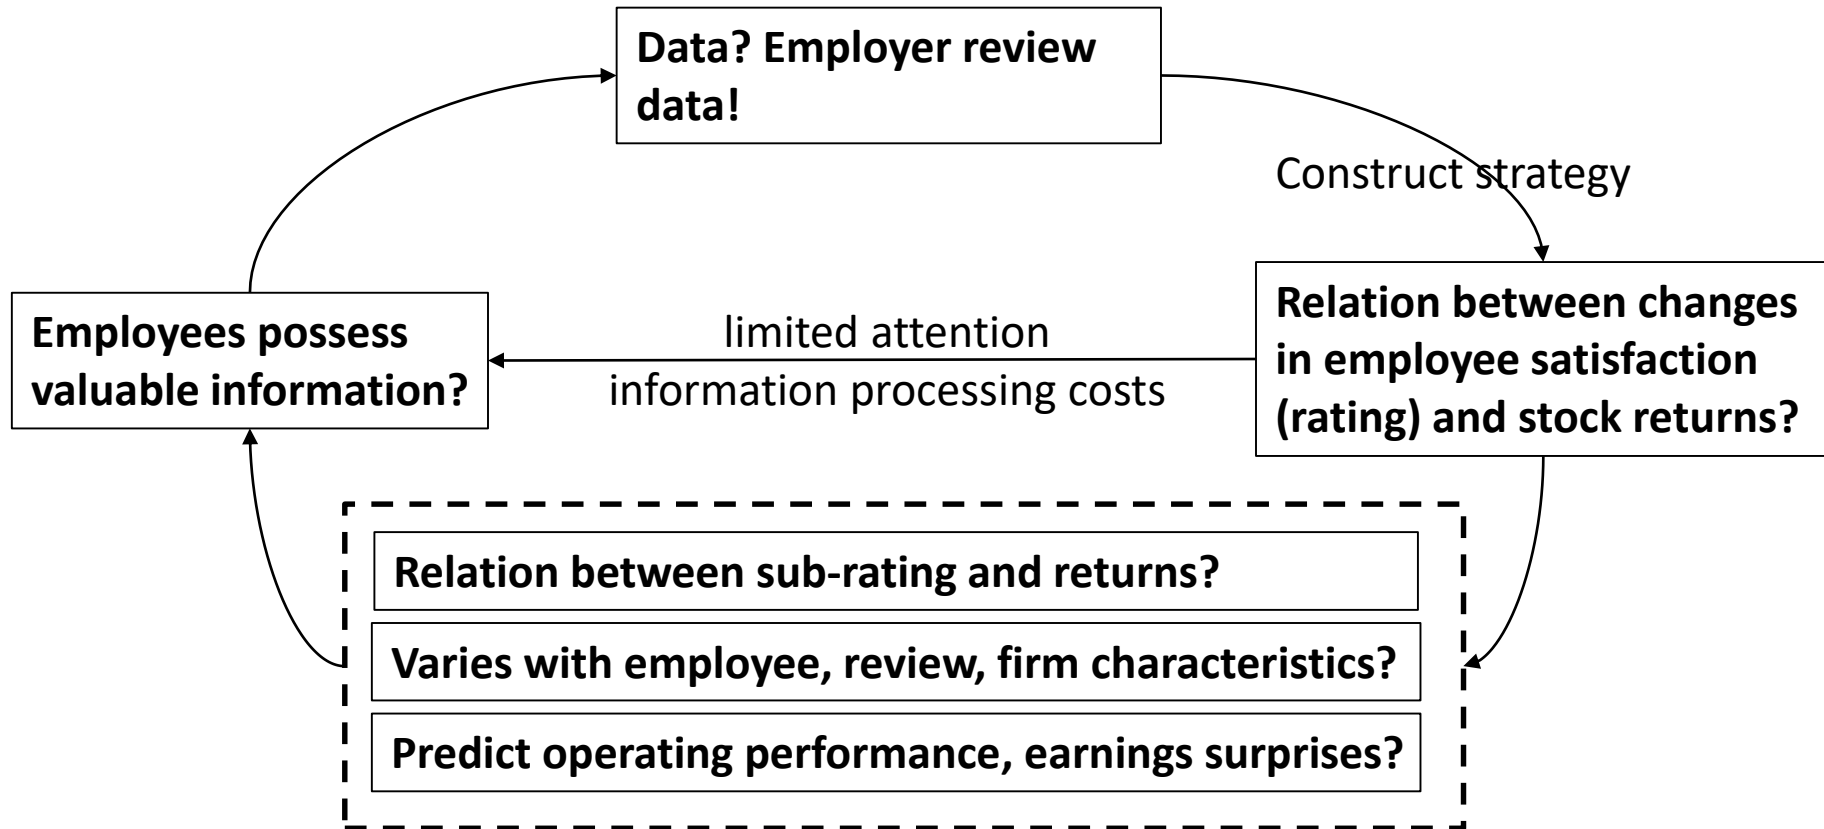 Data? Employer review
data!
Construct strategy
Employees possess
valuable information?
limited attention
information processing costs
Relation between changes
in employee satisfaction
(rating) and stock returns?
Relation between sub-rating and returns?
Varies with employee, review, firm characteristics?
Predict operating performance, earnings surprises?